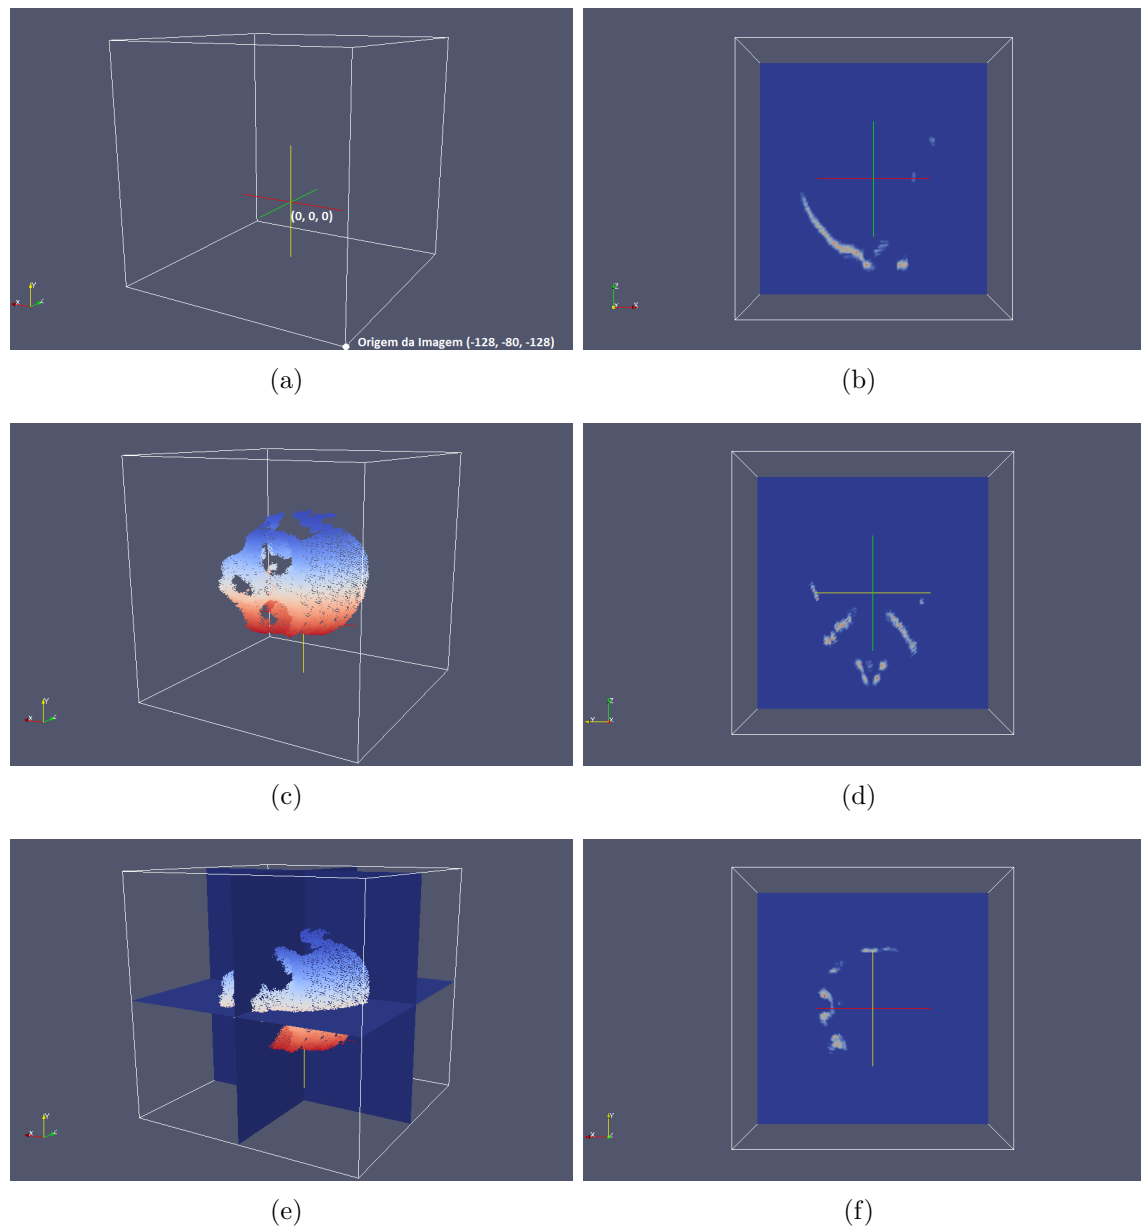 (0, 0, 0)
Y
X
Z
Origem da Imagem (-128, -80, -128)
Z
Y
X
(a)
(b)
Y
X
Z
Z
Y
X
(c)
(d)
Y
X
Z
Y
X
Z
(e)
(f)